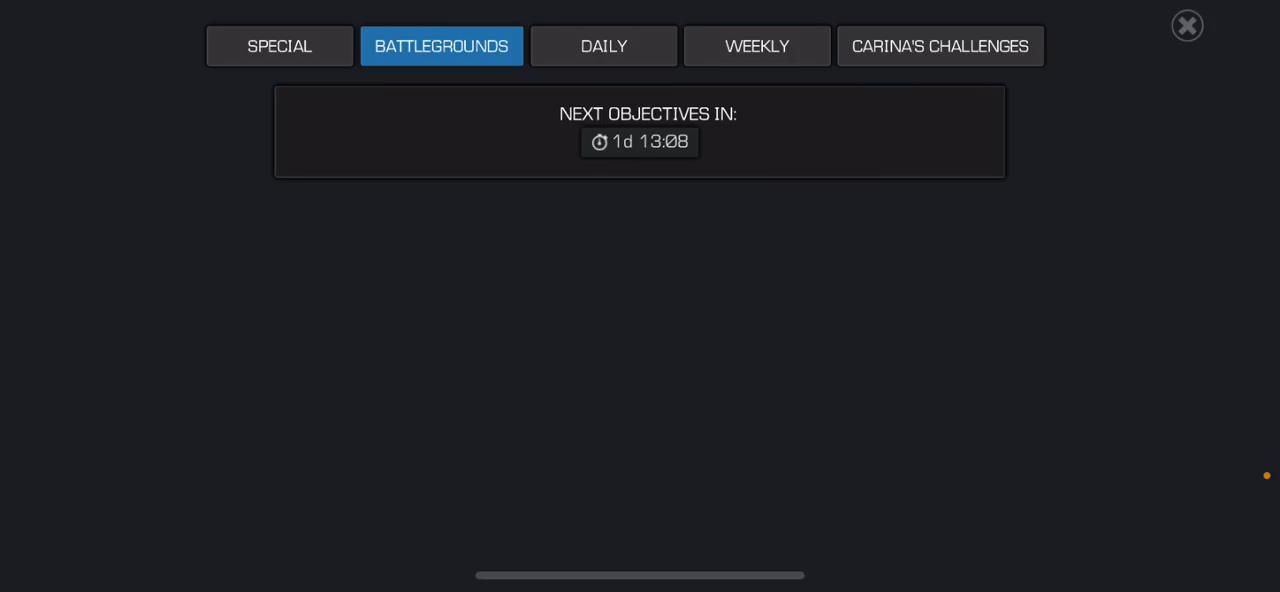 SPECIAL
BATTLEGROUNDS
DAILY
WEEKLY
CARINA'S CHALLENGES
NEXT OBJECTIVES IN:
1d 13:08